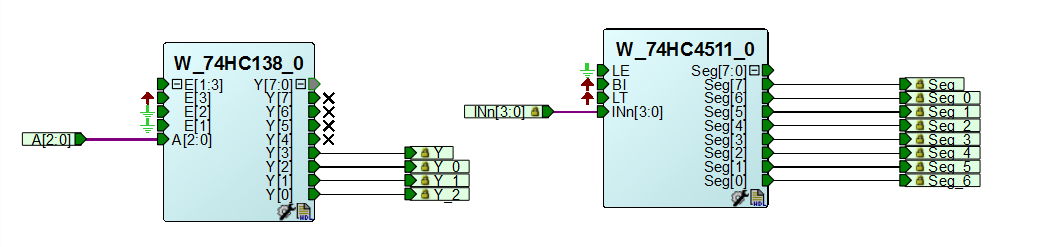 W_74HC138_0
E[1:3] Y[7:0]
E[3] Y[7]
E[2] Y[6]
E[1] Y[5]
A[2:0] A[2:0] Y[4]
Y[3] Y
Y[2] Y_0
Y[1] Y_1
Y[0] Y_2
HDL
W_74HC4511_0
LE Seg[7:0]
BI Seg[7] Seg
LT Seg[6] Seg_0
INn[3:0] INn[3:0] Seg[5] Seg_1
Seg[4] Seg_2
Seg[3] Seg_3
Seg[2] Seg_4
Seg[1] Seg_5
Seg[0] Seg_6
HDL